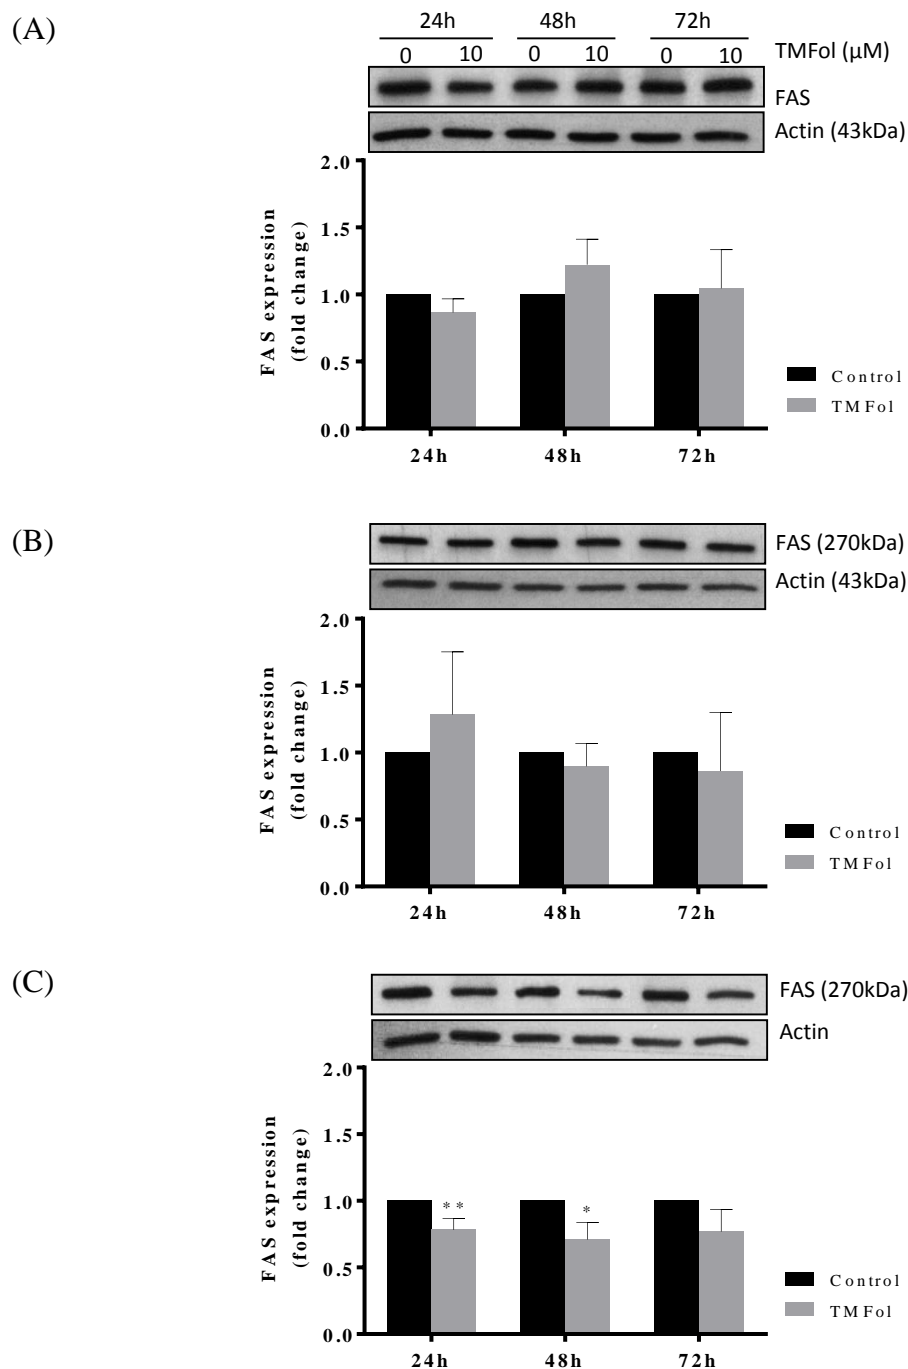 (A)
24h 48h 72h
0 10 0 10 0 10 TMFol (µM)
FAS
Actin (43kDa)
2.0
1.5
1.0
0.5
0.0
FAS expression
(fold change)
24h 48h 72h
Control
TMFol
(B)
FAS (270kDa)
Actin (43kDa)
2.0
1.5
1.0
0.5
0.0
FAS expression
(fold change)
24h 48h 72h
Control
TMFol
(C)
FAS (270kDa)
Actin
2.0
1.5
1.0
0.5
0.0
FAS expression
(fold change)
** *
24h 48h 72h
Control
TMFol